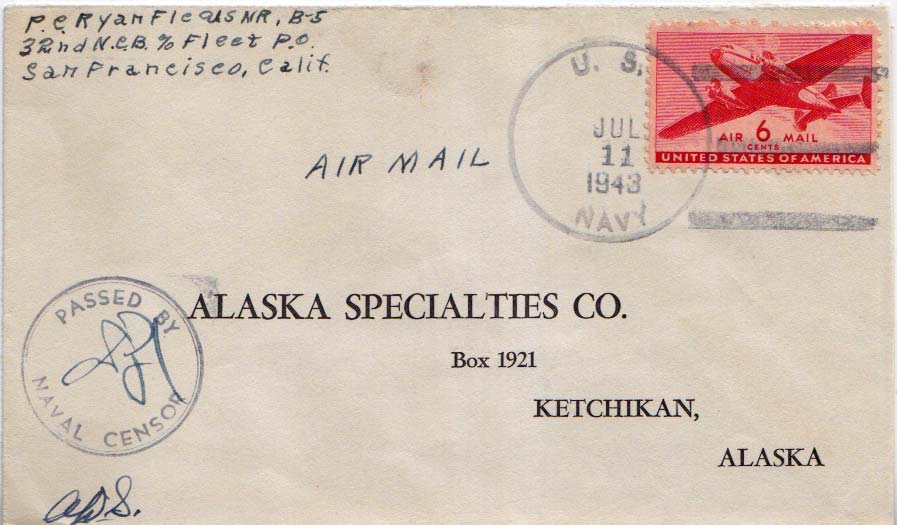 P.C. Ryan F1c USNR, B-5
32nd N.C.B. % Fleet P.O.
San Francisco, Calif.
AIR MAIL
U. S.
JUL
11
1943
NAVY
AIR 6 MAIL
CENTS
UNITED STATES OF AMERICA
PASSED BY
NAVAL CENSOR
ALASKA SPECIALTIES CO.
Box 1921
KETCHIKAN,
ALASKA